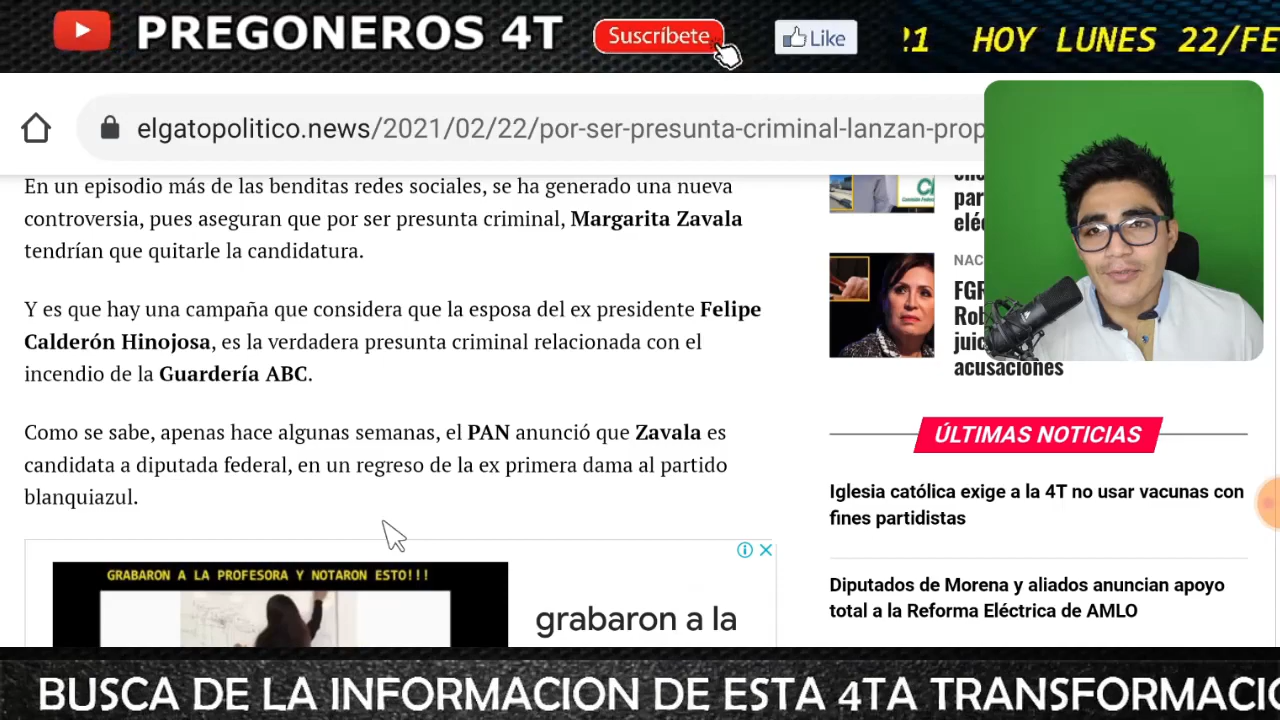 PREGONEROS 4T
Suscríbete
Like
HOY LUNES 22/FE
elgatopolitico.news/2021/02/22/por-ser-presunta-criminal-lanzan-prop
En un episodio más de las benditas redes sociales, se ha generado una nueva
controversia, pues aseguran que por ser presunta criminal, Margarita Zavala
tendrían que quitarle la candidatura.
Y es que hay una campaña que considera que la esposa del ex presidente Felipe
Calderón Hinojosa, es la verdadera presunta criminal relacionada con el
incendio de la Guardería ABC.
Como se sabe, apenas hace algunas semanas, el PAN anunció que Zavala es
candidata a diputada federal, en un regreso de la ex primera dama al partido
blanquiazul.
GRABARON A LA PROFESORA Y NOTARON ESTO!!!
grabaron a la
par
elé
NAC
FGR
Rob
juic
acusaciones
ÚLTIMAS NOTICIAS
Iglesia católica exige a la 4T no usar vacunas con
fines partidistas
Diputados de Morena y aliados anuncian apoyo
total a la Reforma Eléctrica de AMLO
BUSCA DE LA INFORMACION DE ESTA 4TA TRANSFORMACIO